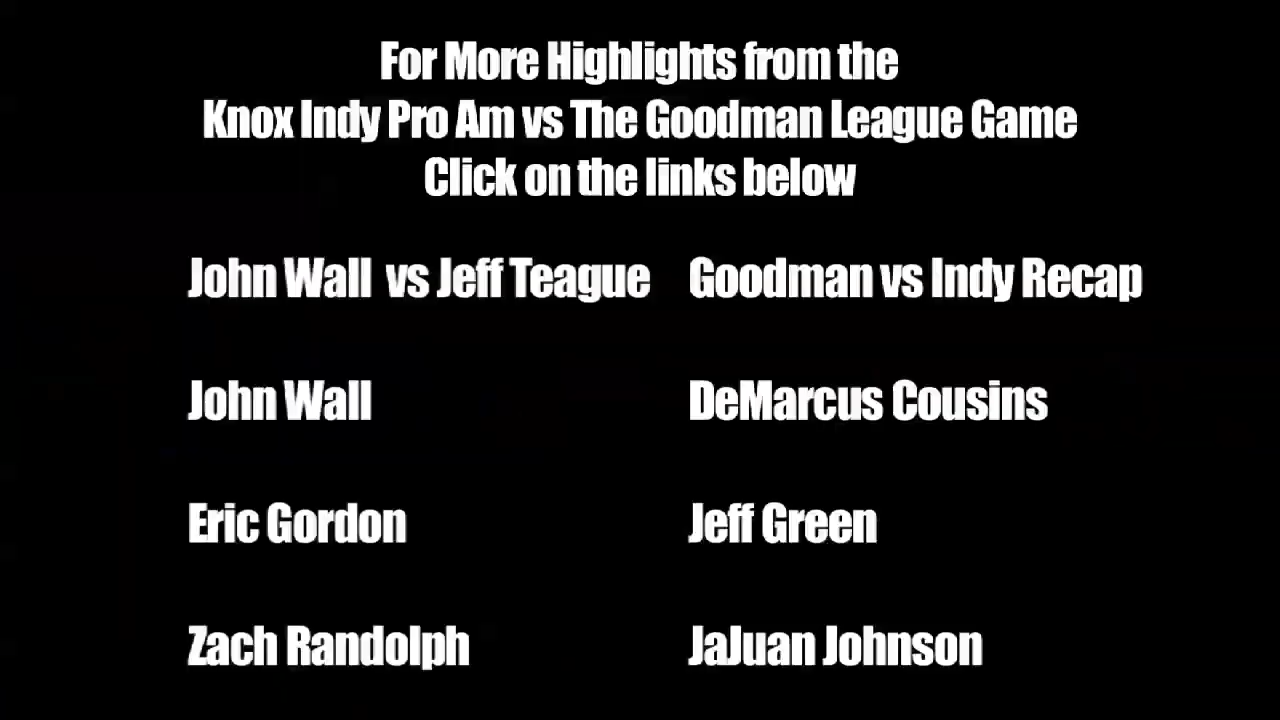 For More Highlights from the
Knox Indy Pro Am vs The Goodman League Game
Click on the links below
John Wall vs Jeff Teague
Goodman vs Indy Recap
John Wall
DeMarcus Cousins
Eric Gordon
Jeff Green
Zach Randolph
JaJuan Johnson